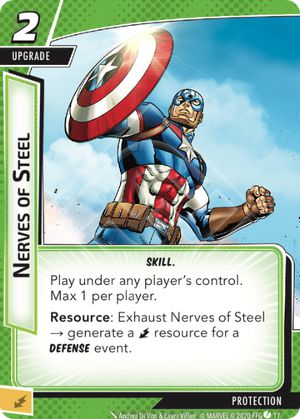 2
UPGRADE
NERVES OF STEEL
SKILL.
Play under any player's control.
Max 1 per player.
Resource: Exhaust Nerves of Steel
→ generate a resource for a
DEFENSE event.
Andrea Di Vito & Laura Villari © MARVEL © 2020 FFG 17
PROTECTION